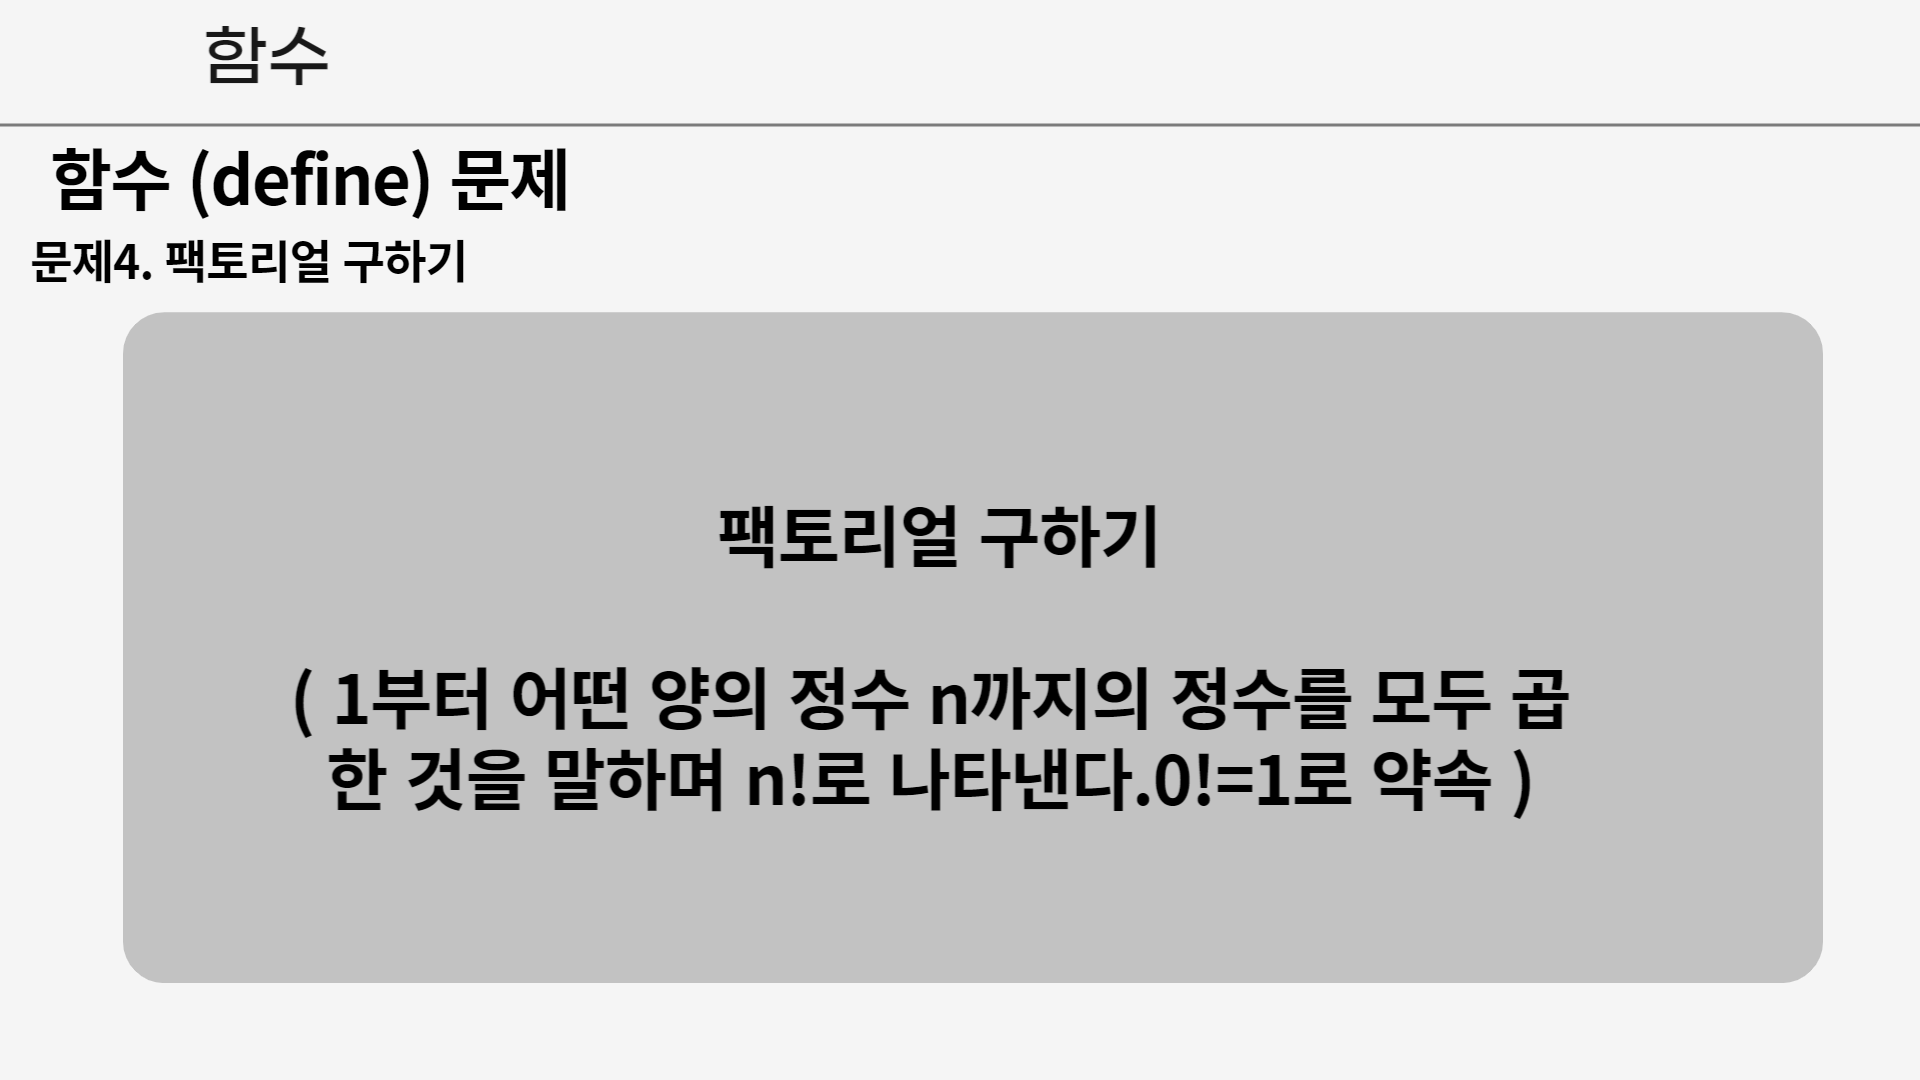 함수
함수 (define) 문제
문제4. 팩토리얼 구하기
팩토리얼 구하기
( 1부터 어떤 양의 정수 n까지의 정수를 모두 곱
한 것을 말하며 n!로 나타낸다.0!=1로 약속 )